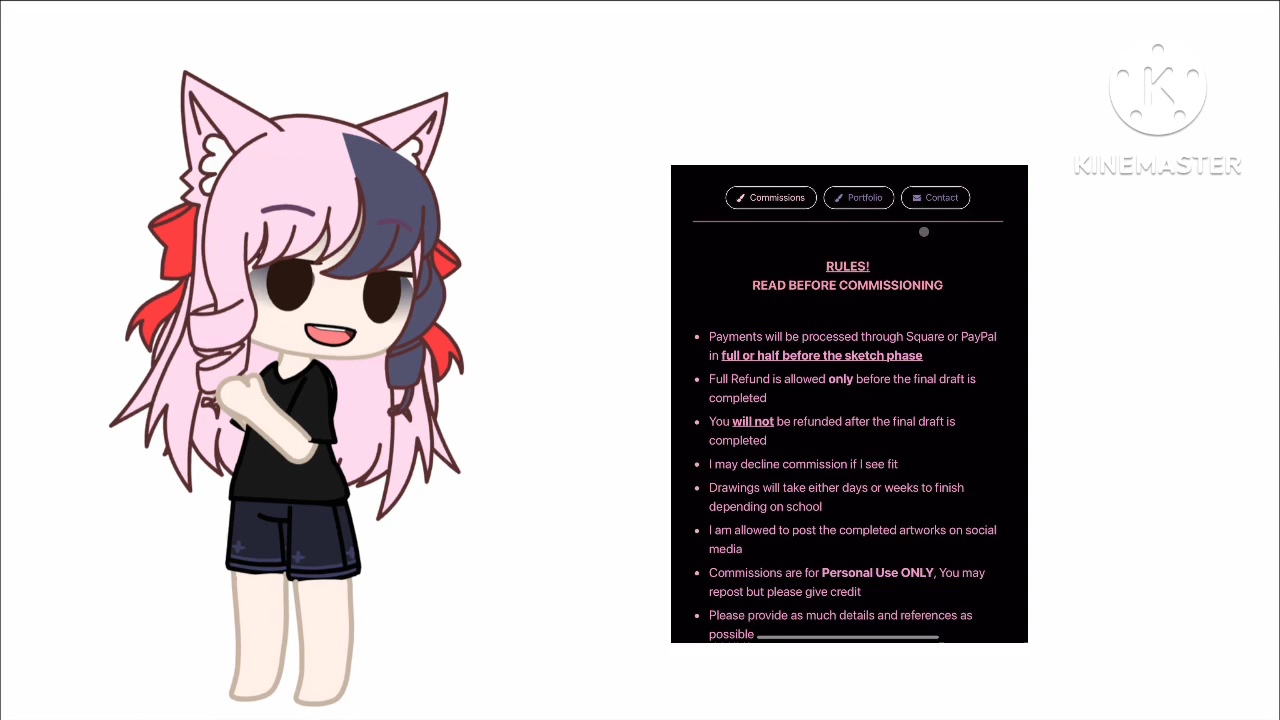 KINEMASTER
Commissions
Portfolio
Contact
RULES!
READ BEFORE COMMISSIONING
Payments will be processed through Square or PayPal
in full or half before the sketch phase
Full Refund is allowed only before the final draft is
completed
You will not be refunded after the final draft is
completed
I may decline commission if I see fit
Drawings will take either days or weeks to finish
depending on school
I am allowed to post the completed artworks on social
media
Commissions are for Personal Use ONLY, You may
repost but please give credit
Please provide as much details and references as
possible